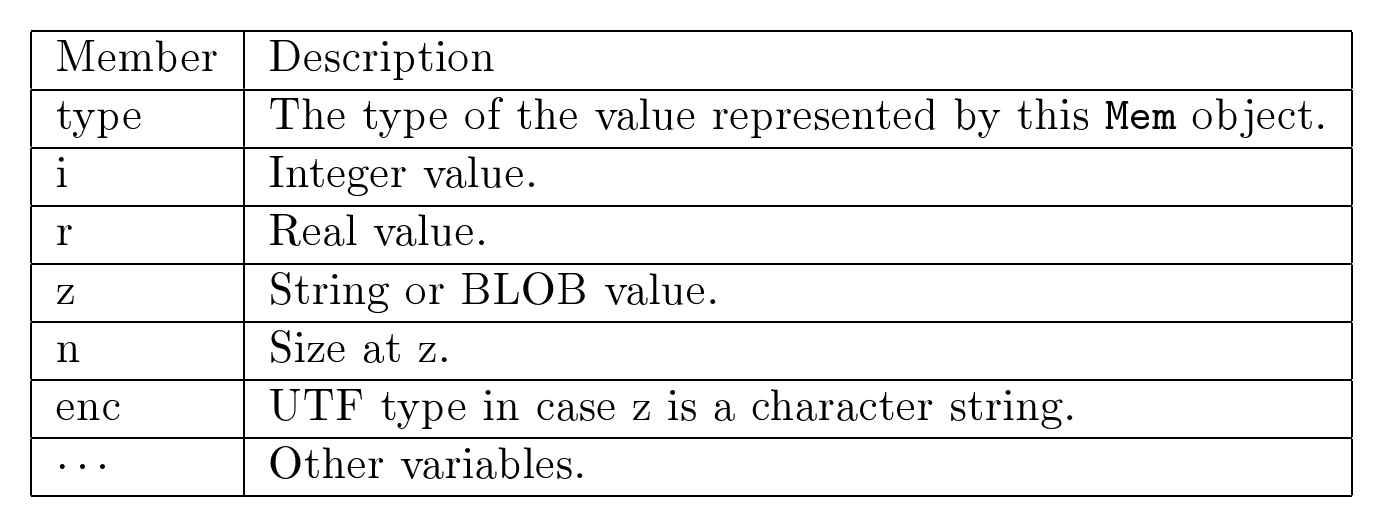 Member Description
type The type of the value represented by this Mem object.
i Integer value.
r Real value.
z String or BLOB value.
n Size at z.
enc UTF type in case z is a character string.
··· Other variables.